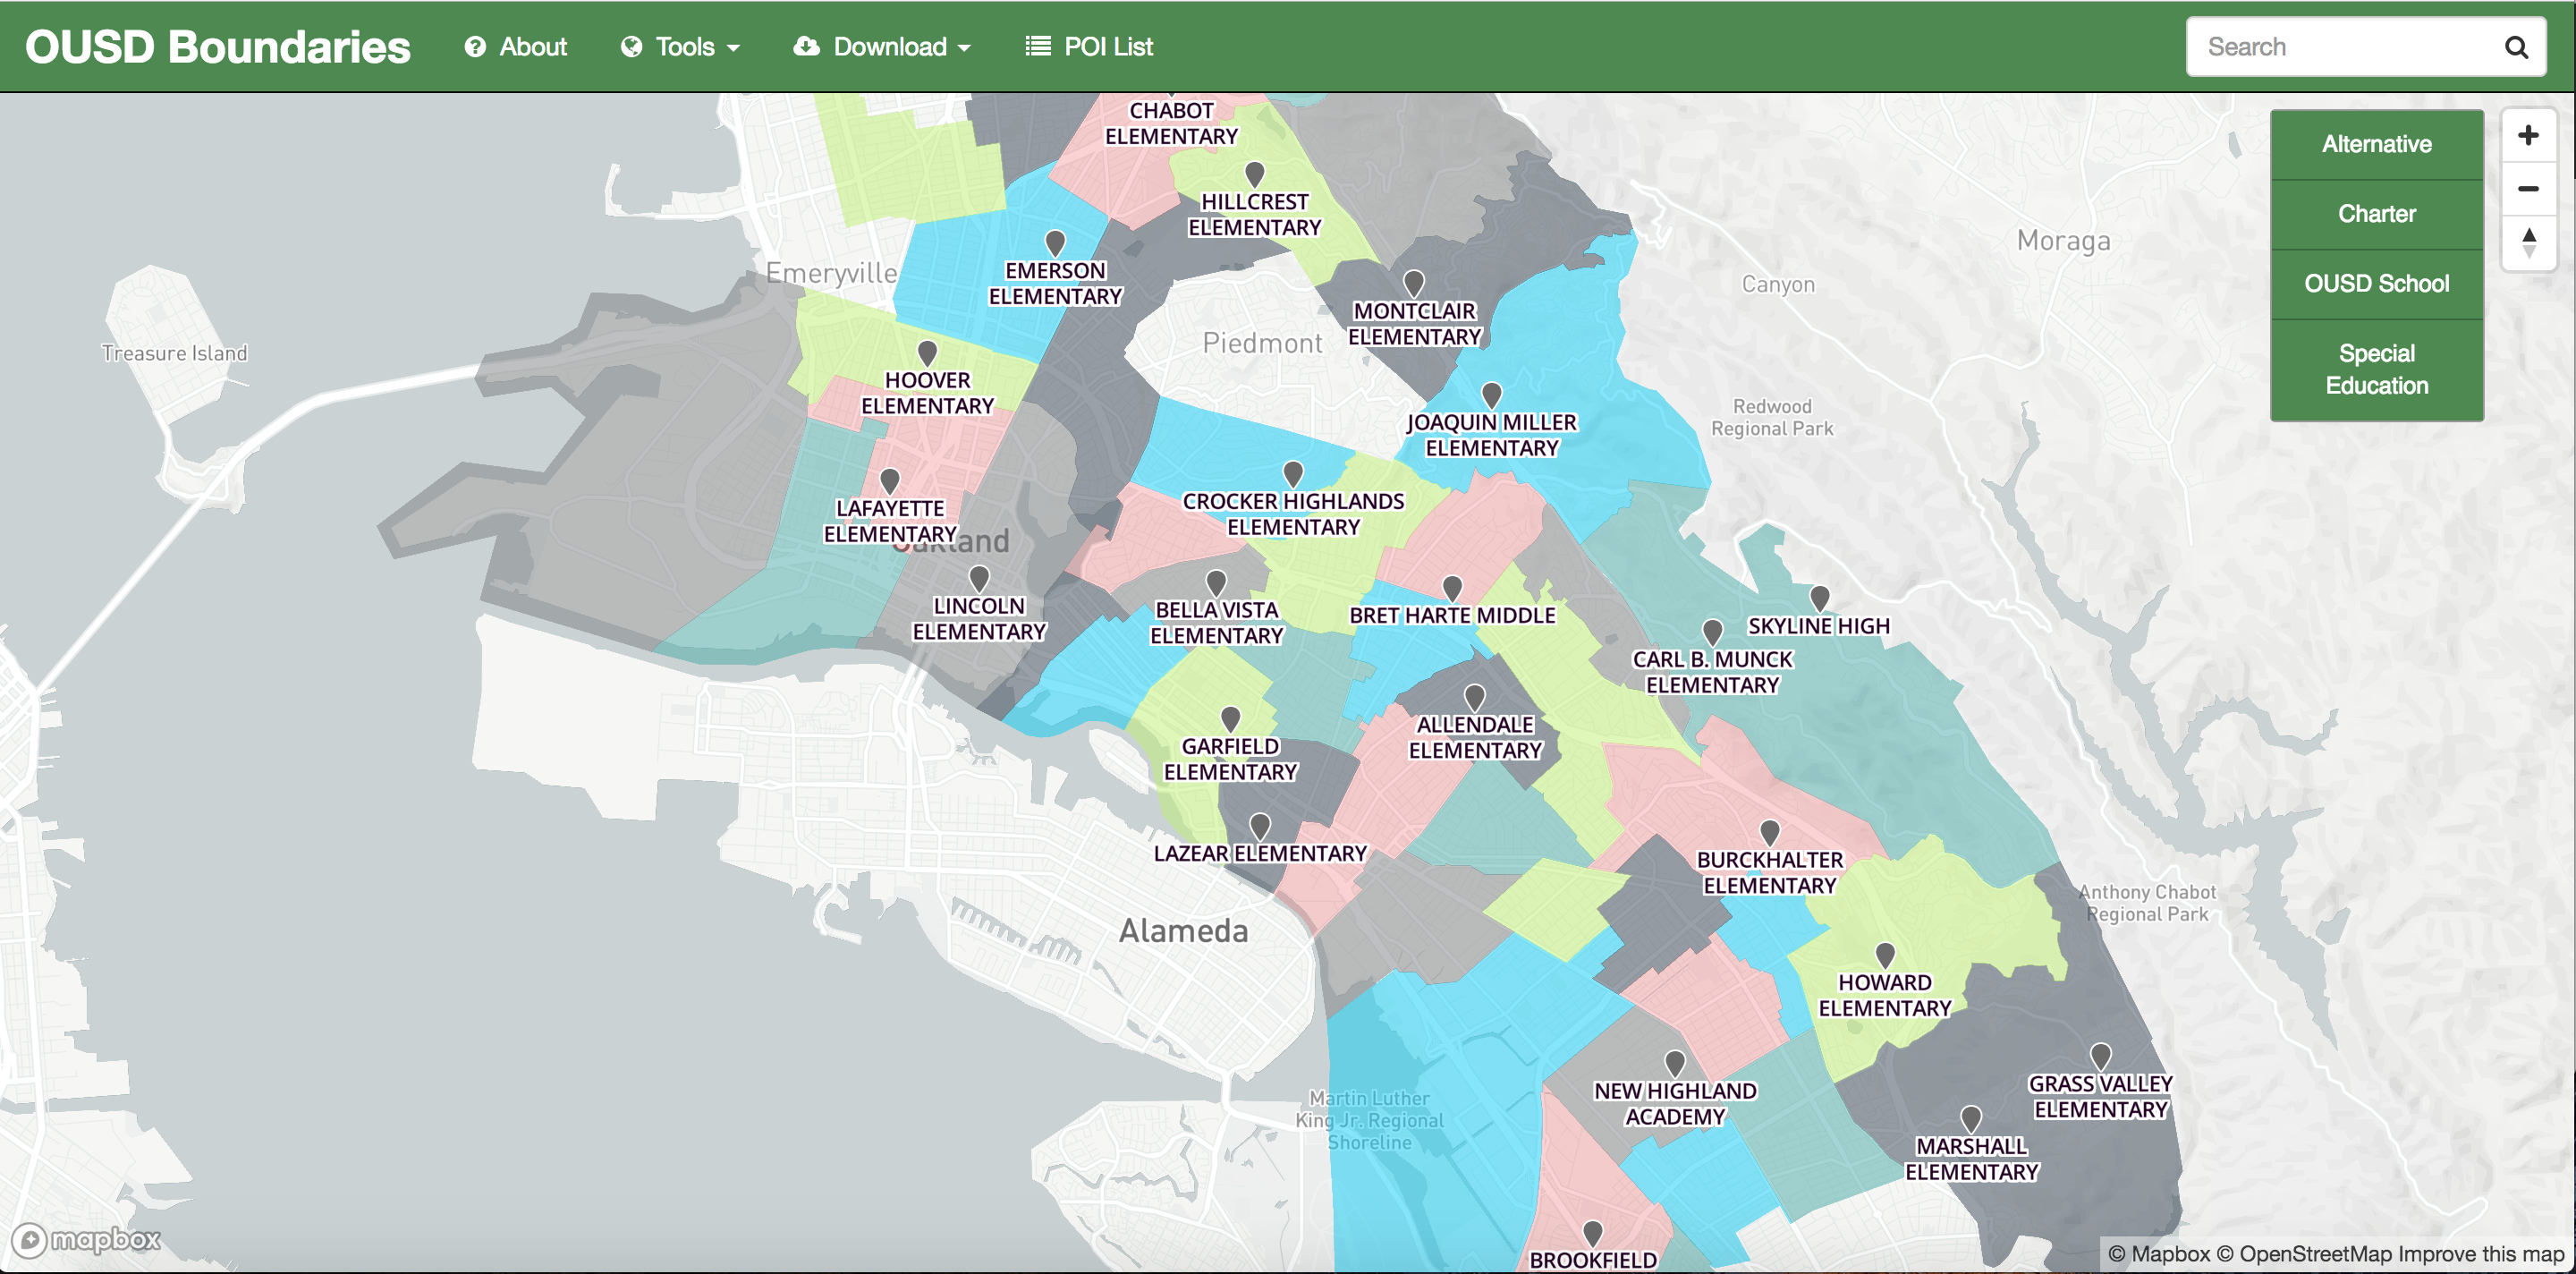 OUSD Boundaries
About
Tools
Download
POI List
Search
Alternative
Charter
OUSD School
Special
Education
CHABOT
ELEMENTARY
HILLCREST
ELEMENTARY
Moraga
EMERSON
ELEMENTARY
Emeryville
Canyon
MONTCLAIR
ELEMENTARY
Piedmont
Treasure Island
HOOVER
ELEMENTARY
JOAQUIN MILLER
ELEMENTARY
Redwood
Regional Park
CROCKER HIGHLANDS
ELEMENTARY
LAFAYETTE
ELEMENTARY
Oakland
LINCOLN
ELEMENTARY
BELLA VISTA
ELEMENTARY
BRET HARTE MIDDLE
SKYLINE HIGH
CARL B. MUNCK
ELEMENTARY
GARFIELD
ELEMENTARY
ALLENDALE
ELEMENTARY
LAZEAR ELEMENTARY
BURCKHALTER
ELEMENTARY
Anthony Chabot
Regional Park
Alameda
HOWARD
ELEMENTARY
NEW HIGHLAND
ACADEMY
GRASS VALLEY
ELEMENTARY
Martin Luther
King Jr. Regional
Shoreline
MARSHALL
ELEMENTARY
BROOKFIELD
mapbox
© Mapbox © OpenStreetMap Improve this map